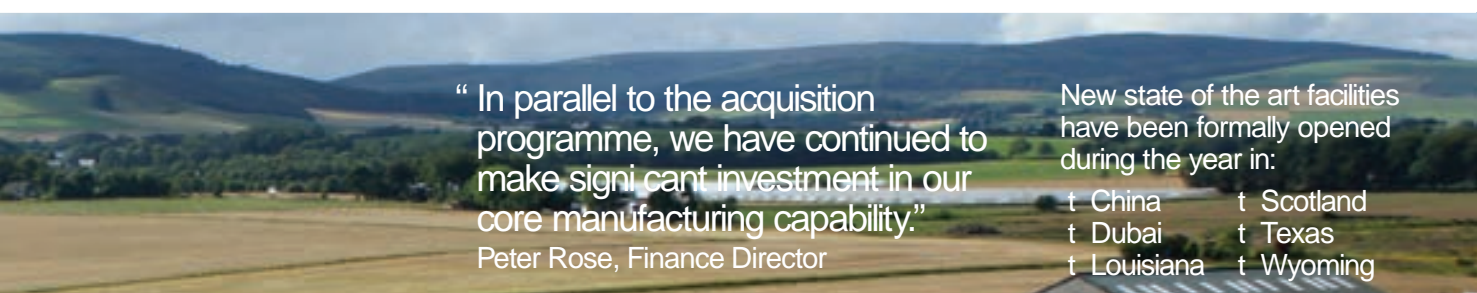 “ In parallel to the acquisition
programme, we have continued to
make signi cant investment in our
core manufacturing capability.”
Peter Rose, Finance Director
New state of the art facilities
have been formally opened
during the year in:
t China t Scotland
t Dubai t Texas
t Louisiana t Wyoming